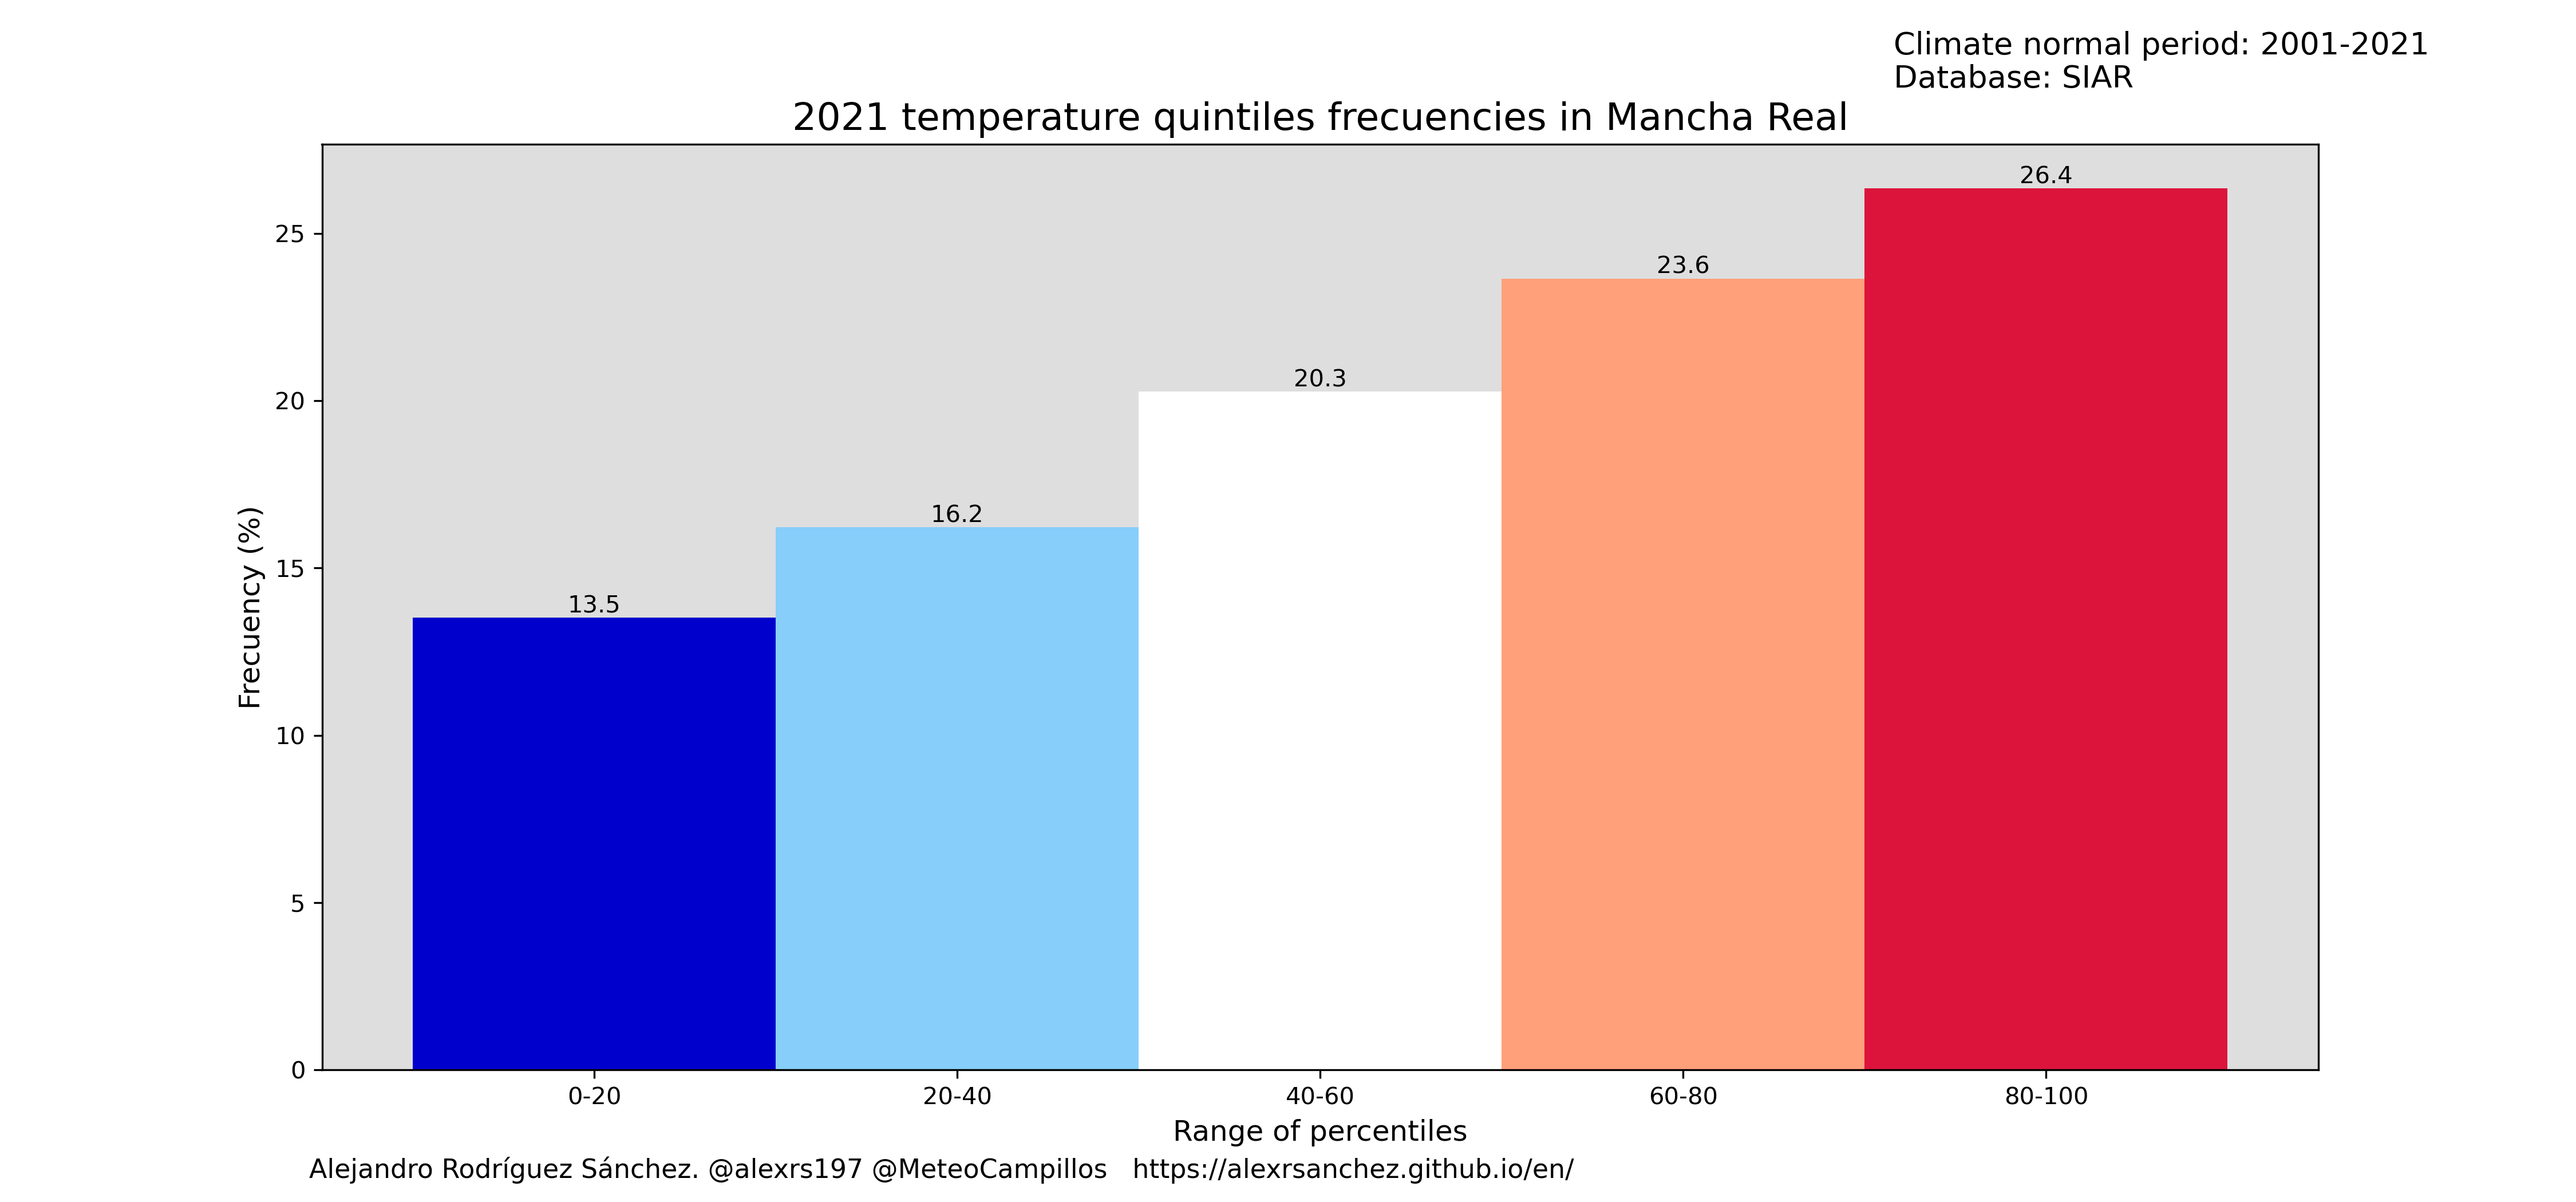 Climate normal period: 2001-2021
Database: SIAR
2021 temperature quintiles frecuencies in Mancha Real
26.4
25
23.6
20.3
20
16.2
Frecuency (%)
15
13.5
10
5
0
0-20 20-40 40-60 60-80 80-100
Range of percentiles
Alejandro Rodríguez Sánchez. @alexrs197 @MeteoCampillos https://alexrsanchez.github.io/en/